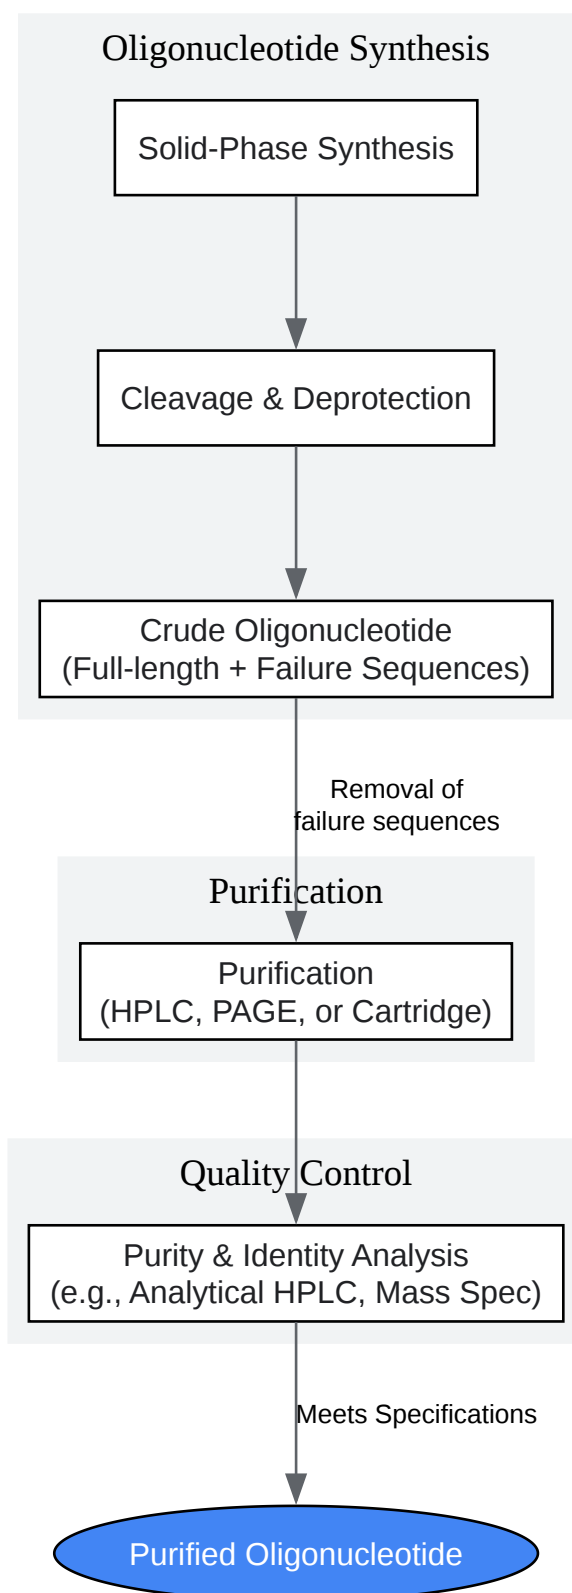 Oligonucleotide Synthesis
Solid-Phase Synthesis
Cleavage & Deprotection
Crude Oligonucleotide
(Full-length + Failure Sequences)
Removal of
failure sequences
Purification
Purification
(HPLC, PAGE, or Cartridge)
Quality Control
Purity & Identity Analysis
(e.g., Analytical HPLC, Mass Spec)
Meets Specifications
Purified Oligonucleotide